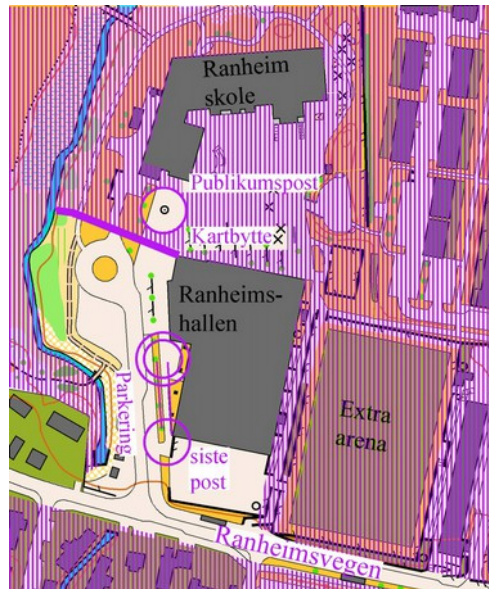 Ranheim
skole
Publikumspost
Kartbytte
Ranheims-
hallen
Parkering
Extra
arena
siste
post
Ranheimsvegen